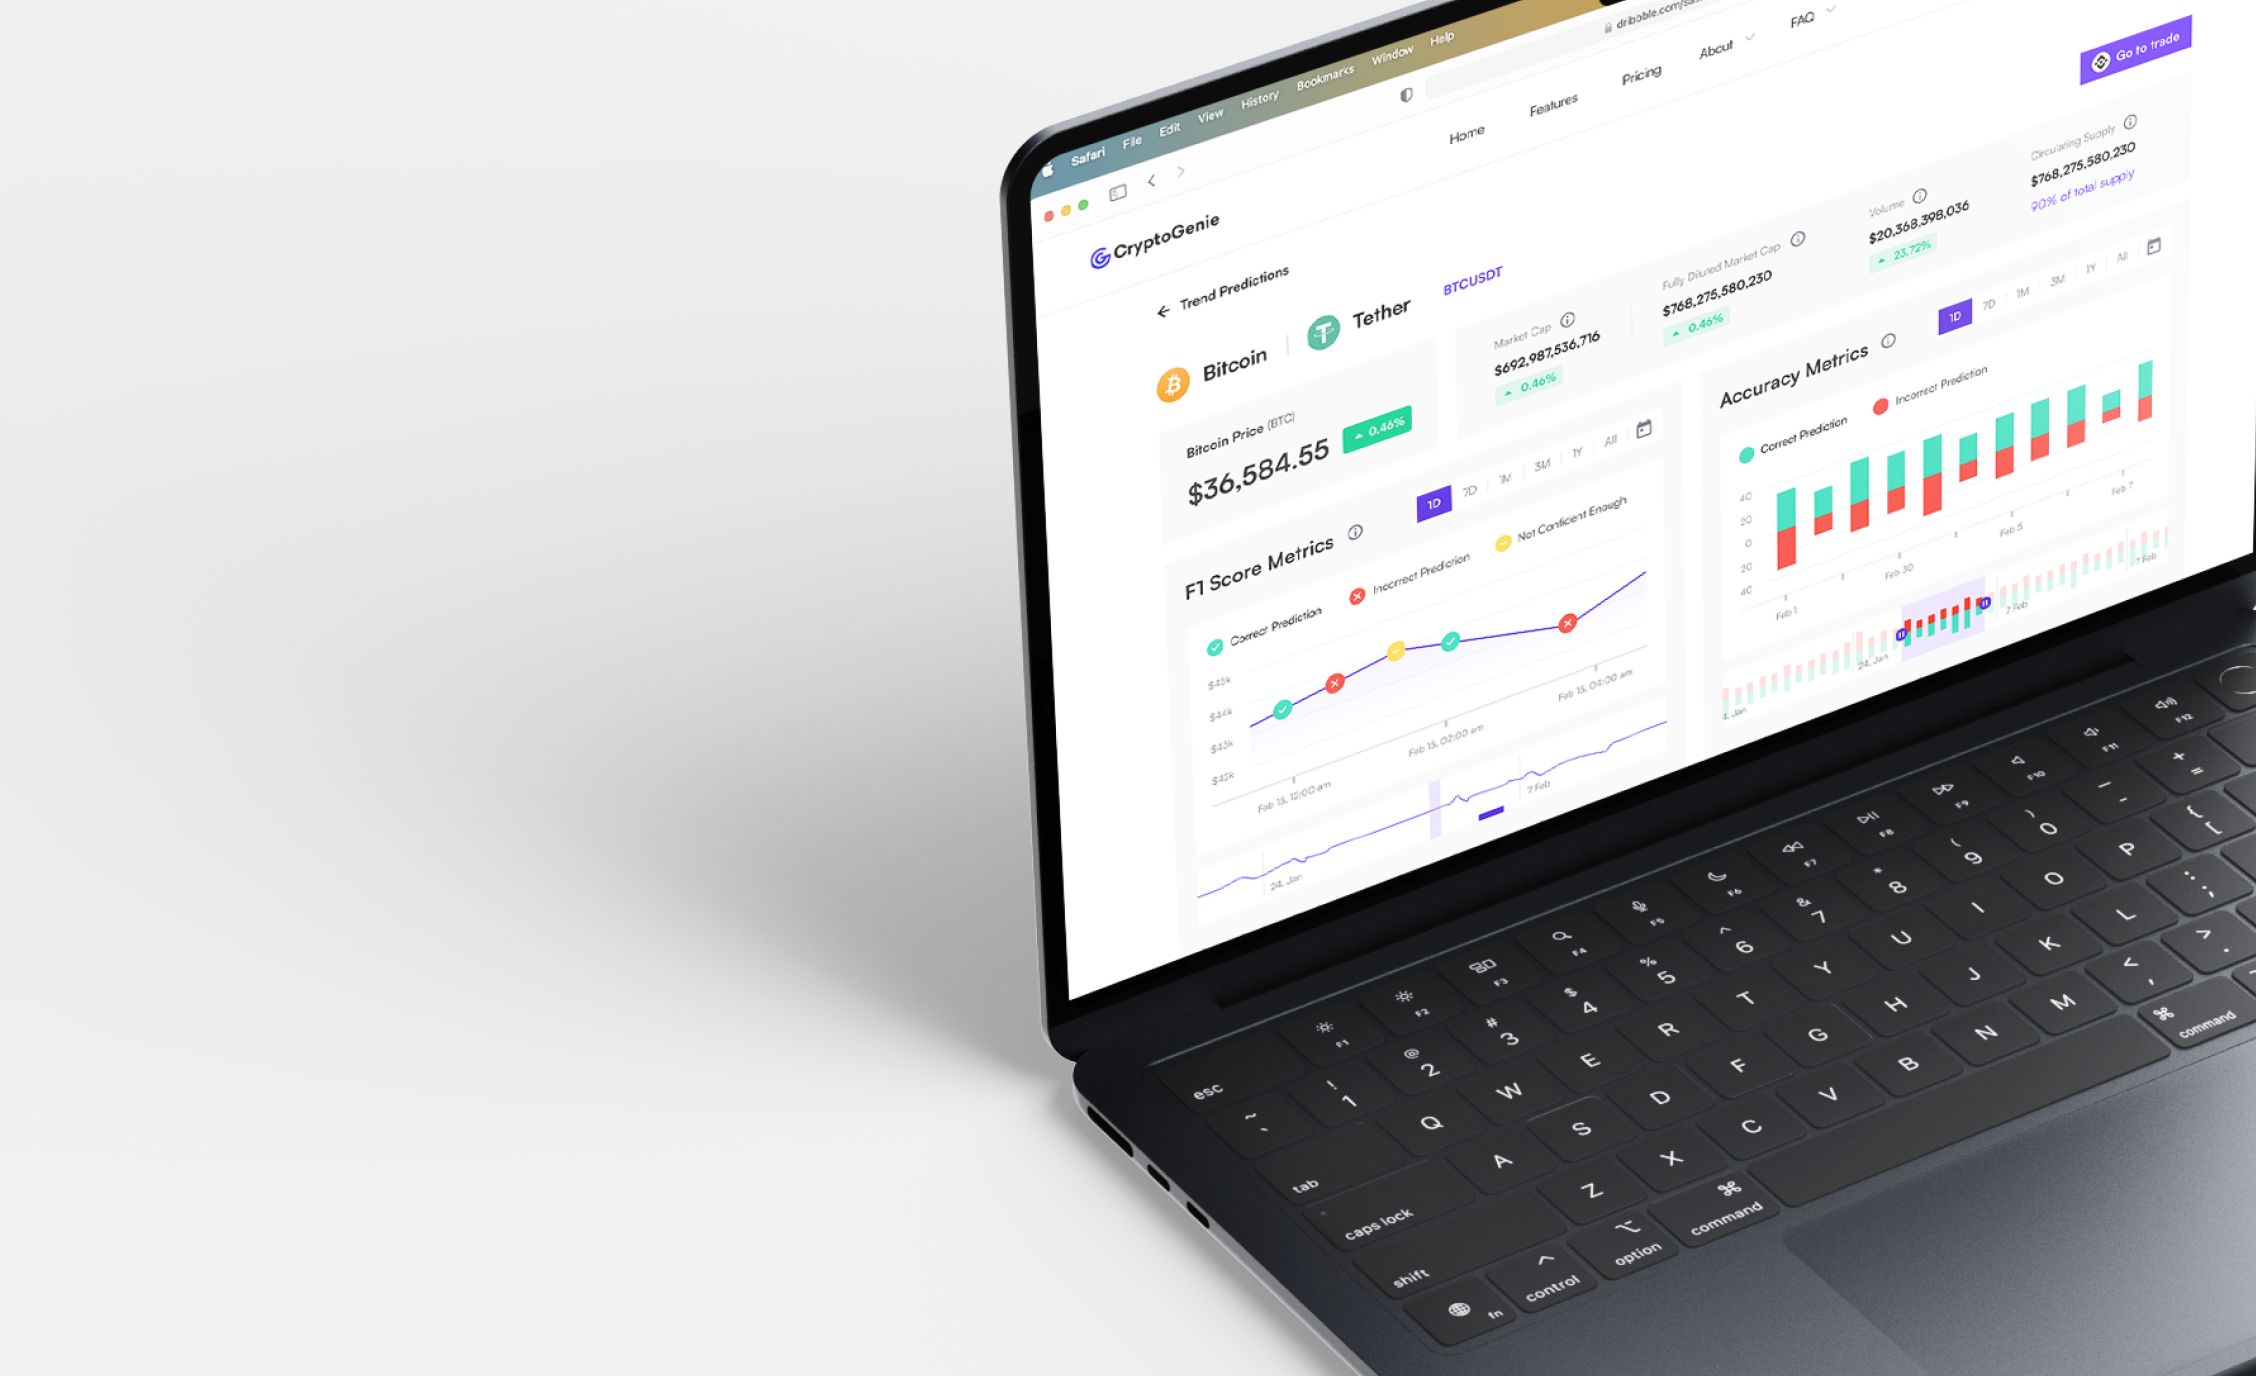 Safari File Edit View History Bookmarks Window Help
CryptoGenie
Home Features Pricing About FAQ
Go to trade
Trend Predictions
Bitcoin Tether BTCUSDT
Bitcoin Price (BTC)
$36,584.55 0.46%
Market Cap
$692,987,536,716
0.46%
Fully Diluted Market Cap
$768,275,580,230
0.46%
Volume
$20,368,398,036
23.72%
Circulating Supply
$768,275,580,230
90% of total supply
F1 Score Metrics
1D 7D 1M 3M 1Y All
Correct Prediction Incorrect Prediction Not Conficent Enough
$45k
$44k
$43k
$42k
Feb 15, 12:00 am Feb 15, 02:00 am Feb 15, 04:00 am
24, Jan 7 Feb
Accuracy Metrics
1D 7D 1M 3M 1Y All
Correct Prediction Incorrect Prediction
40
20
0
20
40
Feb 1 Feb 30 Feb 5 Feb 7
24, Jan 7 Feb 7 Feb
esc F1 F2 F3 F4 F5 F6 F7 F8 F9 F10 F11 F12
~ ` ! 1 @ 2 # 3 $ 4 % 5 ^ 6 & 7 * 8 ( 9 ) 0 - + =
tab Q W E R T Y U I O P { [
caps lock A S D F G H J K L : ;
shift Z X C V B N M < , > .
fn control option command command